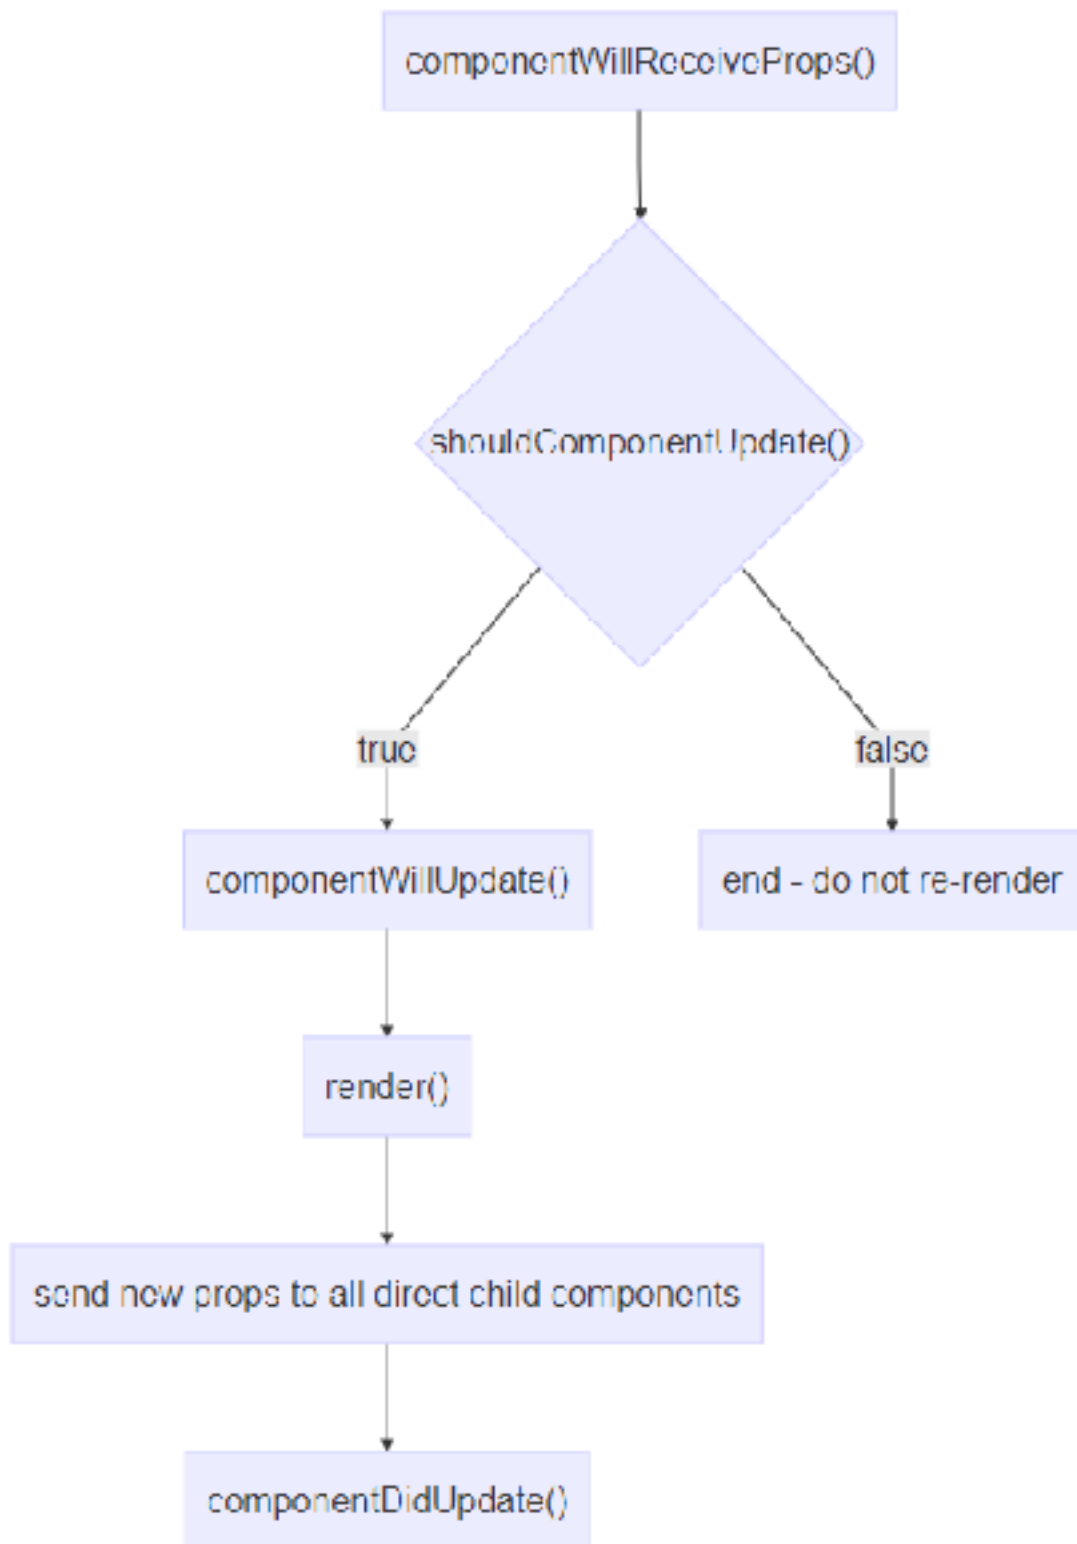 componentWillReceiveProps()
shouldComponentUpdate()
true
false
componentWillUpdate()
end - do not re-render
render()
send new props to all direct child components
componentDidUpdate()